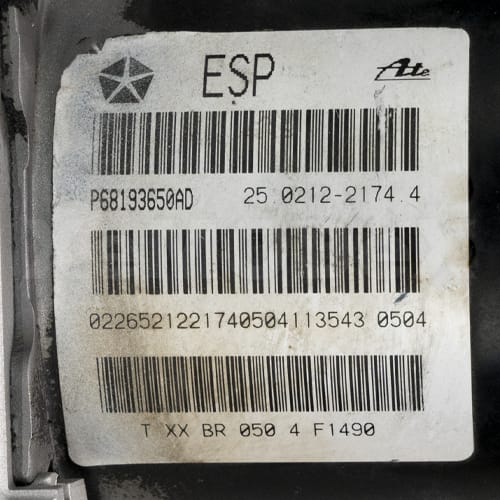 ESP Ate
P68193650AD 25.0212-2174.4
0226521221740504113543 0504
T XX BR 050 4 F1490